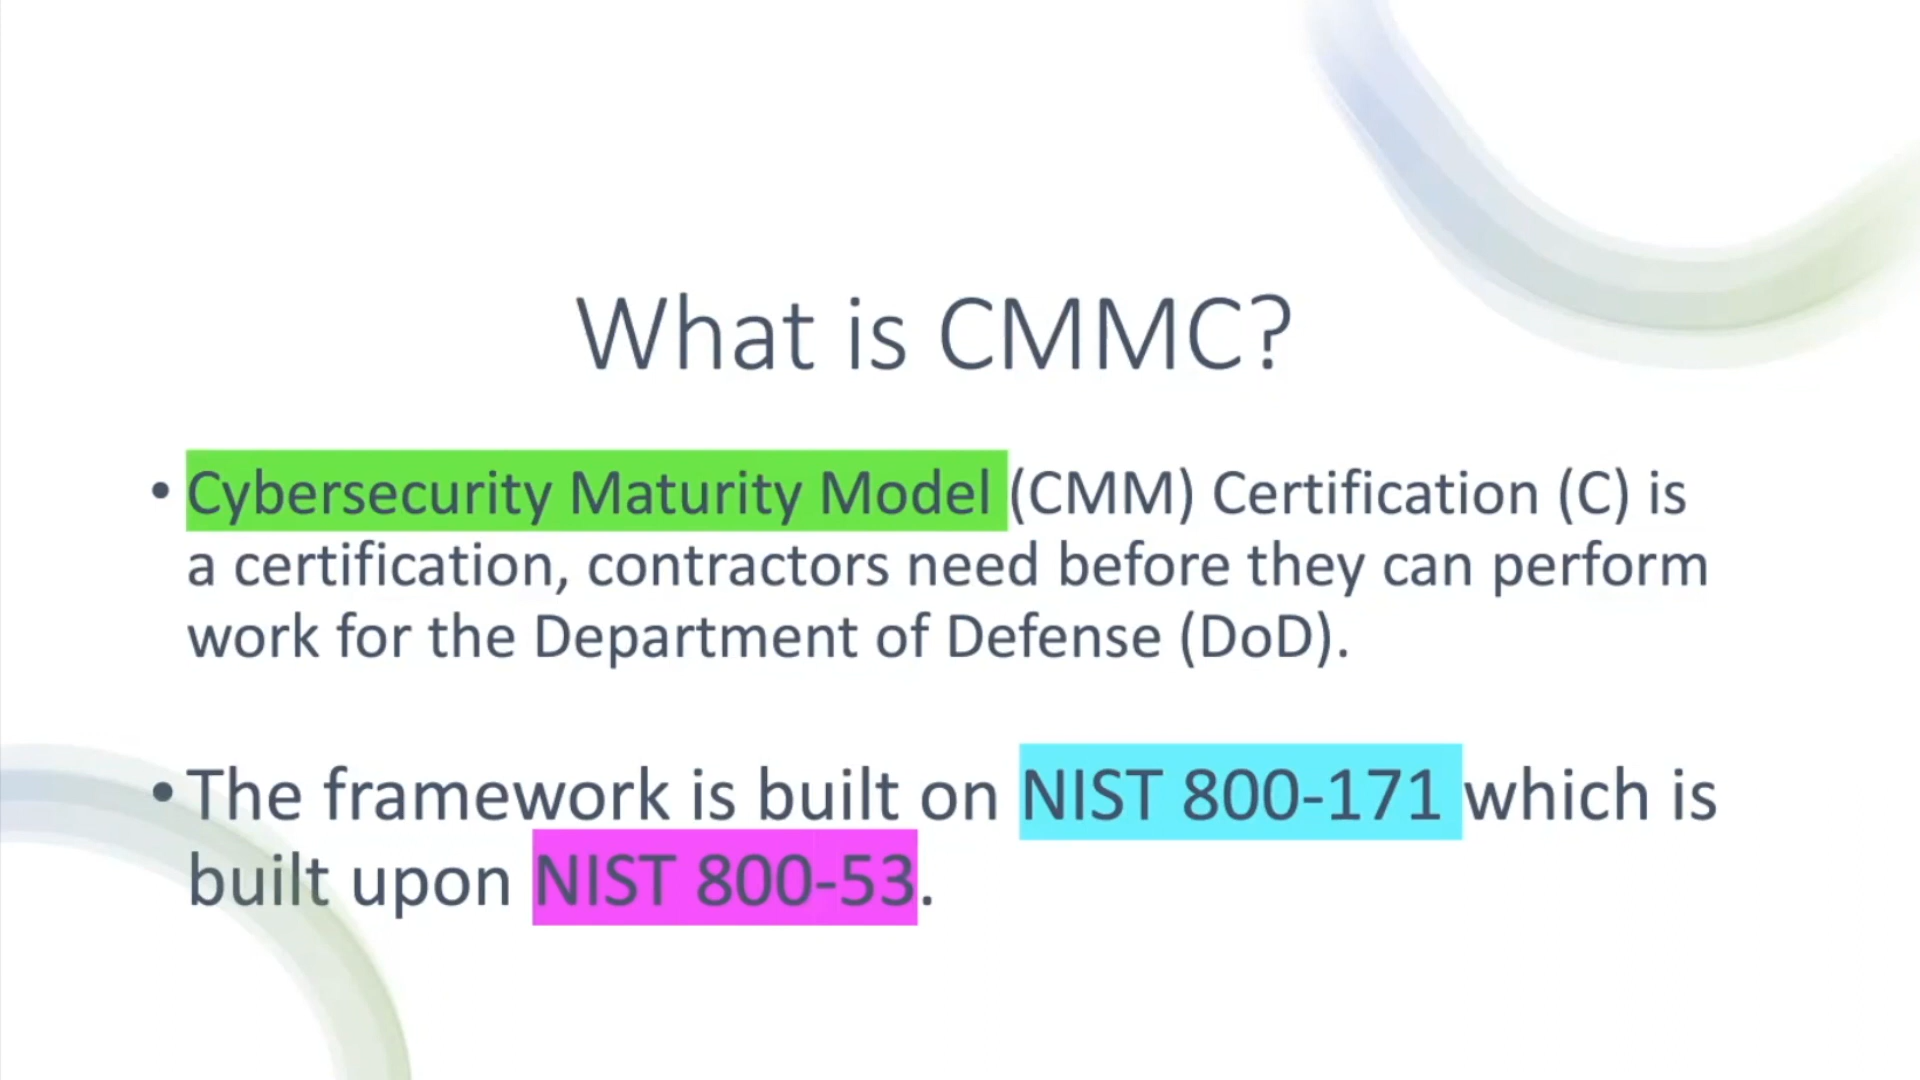 What is CMMC?
• Cybersecurity Maturity Model (CMM) Certification (C) is
a certification, contractors need before they can perform
work for the Department of Defense (DoD).
• The framework is built on NIST 800-171 which is
built upon NIST 800-53.